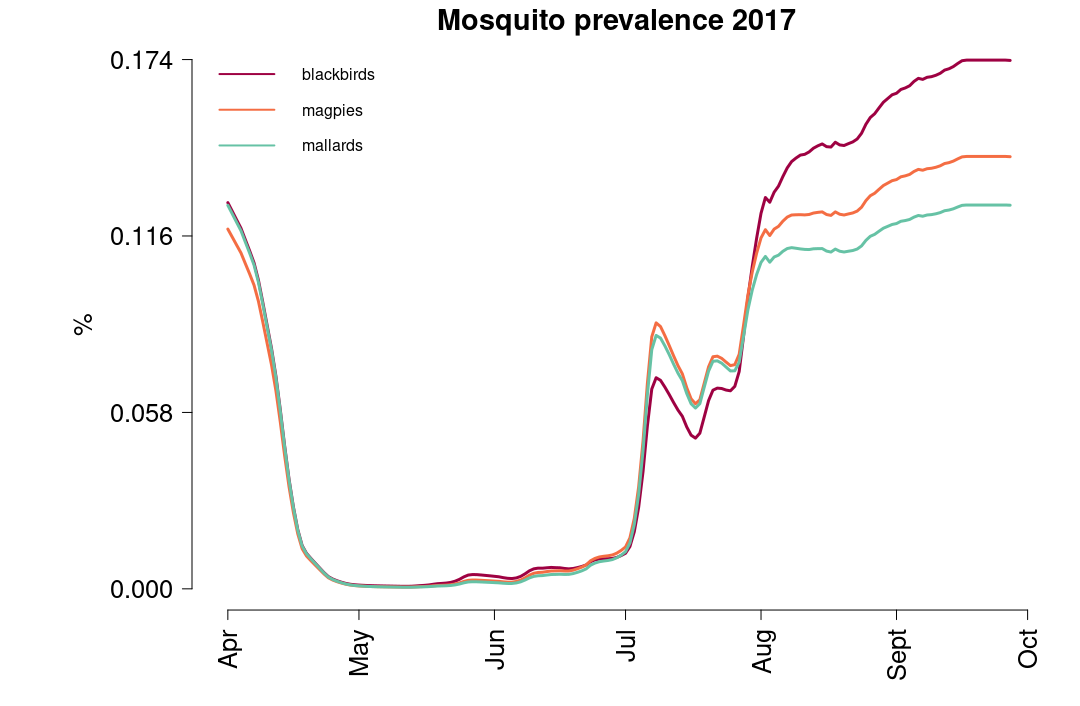 Mosquito prevalence 2017
0.174
blackbirds
magpies
mallards
0.116
%
0.058
0.000
Apr
May
Jun
Jul
Aug
Sept
Oct